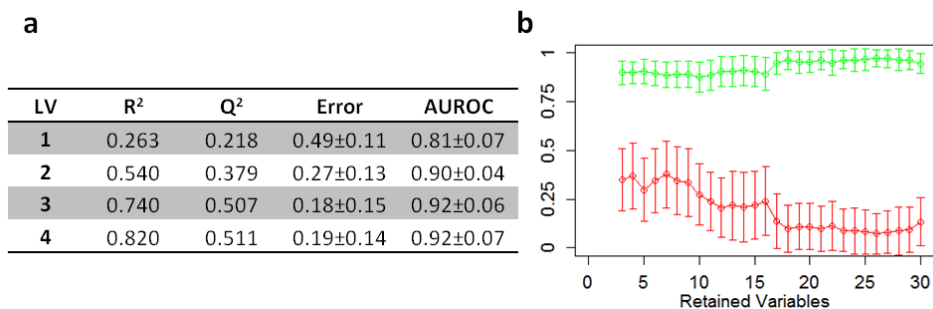 a
LV R² Q² Error AUROC
1 0.263 0.218 0.49±0.11 0.81±0.07
2 0.540 0.379 0.27±0.13 0.90±0.04
3 0.740 0.507 0.18±0.15 0.92±0.06
4 0.820 0.511 0.19±0.14 0.92±0.07
b
1
0.75
0.5
0.25
0
0 5 10 15 20 25 30
Retained Variables